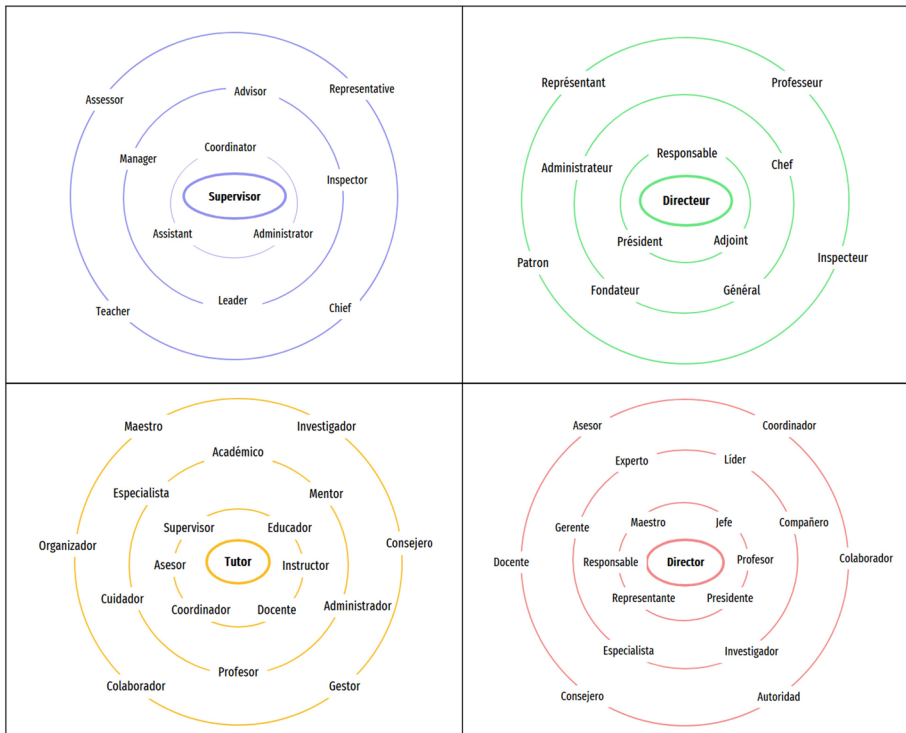 Advisor
Representative
Assessor
Coordinator
Manager
Inspector
Supervisor
Assistant
Administrator
Leader
Teacher
Chief
Représentant
Professeur
Responsable
Administrateur
Chef
Directeur
Président
Adjoint
Patron
Inspecteur
Fondateur
Général
Maestro
Investigador
Académico
Especialista
Mentor
Supervisor
Educador
Organizador
Consejero
Asesor
Tutor
Instructor
Cuidador
Coordinador
Docente
Administrador
Profesor
Colaborador
Gestor
Asesor
Coordinador
Experto
Líder
Maestro
Jefe
Gerente
Compañero
Docente
Responsable
Director
Profesor
Colaborador
Representante
Presidente
Especialista
Investigador
Consejero
Autoridad